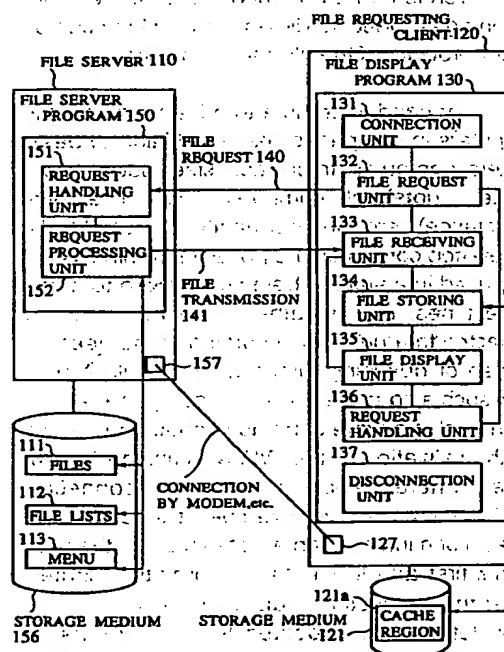 FILE REQUESTING
CLIENT 120
FILE SERVER 110
FILE DISPLAY
PROGRAM 130
FILE SERVER
PROGRAM 150
151
REQUEST
HANDLING
UNIT
REQUEST
PROCESSING
UNIT
152
FILE
REQUEST 140
FILE
TRANSMISSION
141
131
CONNECTION
UNIT
132
FILE REQUEST
UNIT
133
FILE RECEIVING
UNIT
134
FILE STORING
UNIT
135
FILE DISPLAY
UNIT
136
REQUEST
HANDLING UNIT
137
DISCONNECTION
UNIT
157
CONNECTION
BY MODEM,etc.
127
111
FILES
112
FILE LISTS
113
MENU
STORAGE MEDIUM
156
STORAGE MEDIUM
121
121a
CACHE
REGION